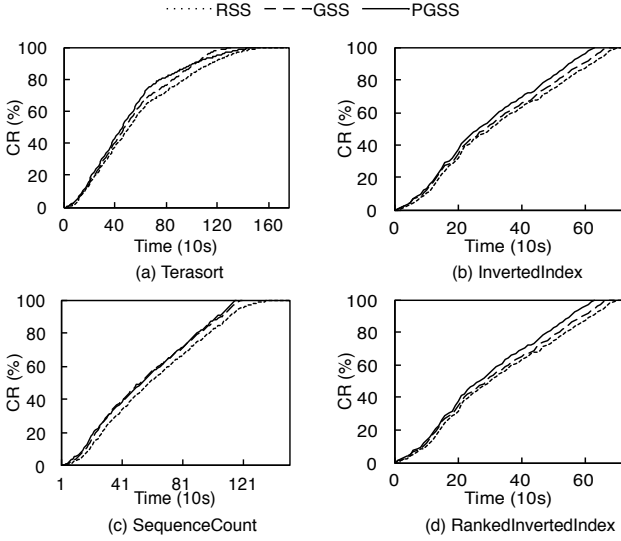 RSS GSS PGSS
100
80
60
40
20
0
CR (%)
0 40 80 120 160
Time (10s)
(a) Terasort
100
80
60
40
20
0
CR (%)
0 20 40 60
Time (10s)
(b) InvertedIndex
100
80
60
40
20
0
CR (%)
1 41 81 121
Time (10s)
(c) SequenceCount
100
80
60
40
20
0
CR (%)
0 20 40 60
Time (10s)
(d) RankedInvertedIndex